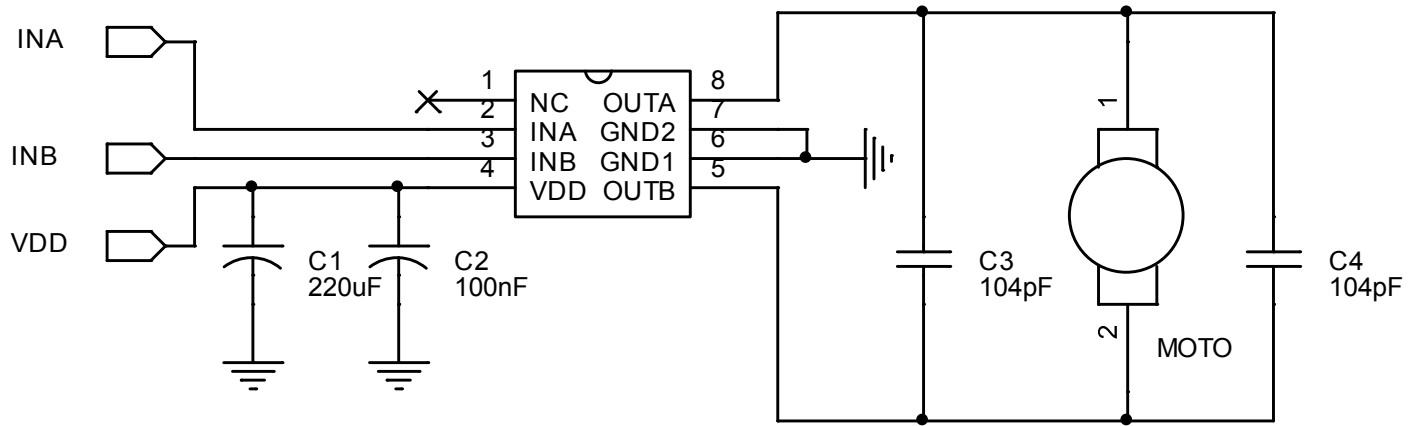 INA
INB
VDD
1
2
3
4
NC OUTA
INA GND2
INB GND1
VDD OUTB
8
7
6
5
C1
220uF
C2
100nF
C3
104pF
1
2
MOTO
C4
104pF